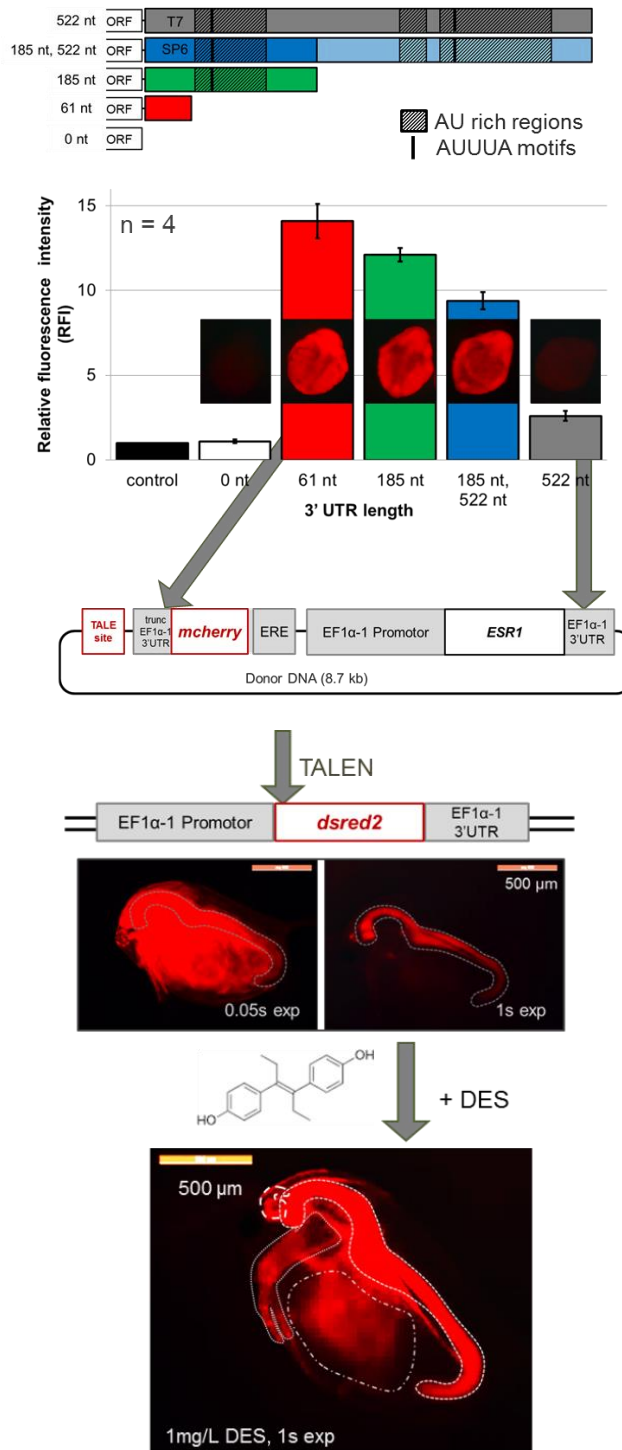 522 nt ORF T7
185 nt, 522 nt ORF SP6
185 nt ORF
61 nt ORF
0 nt ORF
AU rich regions
AUUUA motifs
n = 4
Relative fluorescence intensity
(RFI)
15
10
5
0
control 0 nt 61 nt 185 nt 185 nt, 522 nt
522 nt
3' UTR length
TALE
site
trunc
EF1α-1
3'UTR
mcherry
ERE
EF1α-1 Promotor
ESR1
EF1α-1
3'UTR
Donor DNA (8.7 kb)
TALEN
EF1α-1 Promotor
dsred2
EF1α-1
3'UTR
0.05s exp
500 µm
1s exp
OH
HO
+ DES
500 µm
1mg/L DES, 1s exp